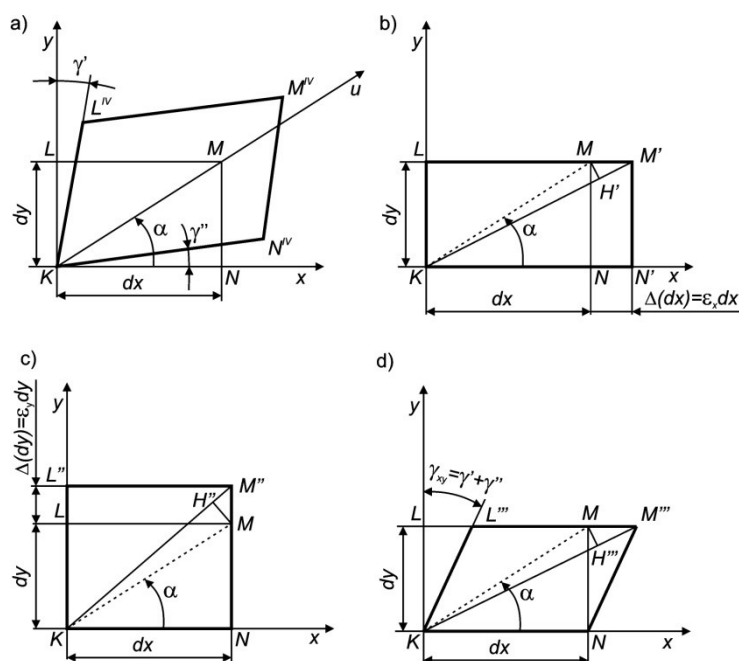 a)
y
γ'
L^IV
M^IV
u
L
M
dy
α
γ''
N^IV
K
dx
N
x
b)
y
L
M
M'
H'
dy
α
K
N
x
N'
dx
Δ(dx)=ε_x dx
c)
y
Δ(dy)=ε_y dy
L''
M''
H''
L
M
dy
α
K
N
x
dx
d)
y
γ_xy=γ'+γ''
L
L'''
M
M'''
H'''
dy
α
K
N
x
dx